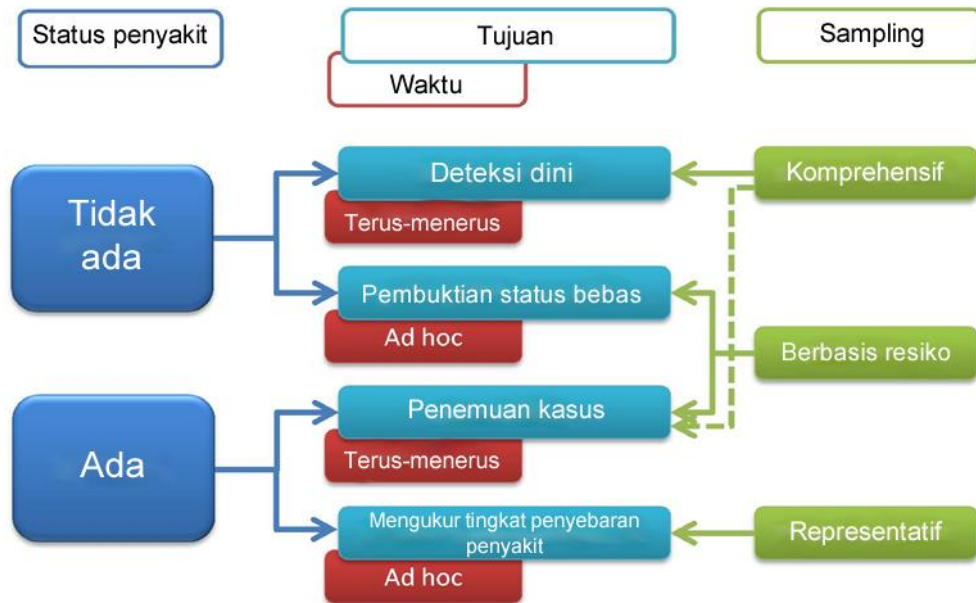 Status penyakit
Tujuan
Waktu
Sampling
Tidak
ada
Deteksi dini
Terus-menerus
Pembuktian status bebas
Ad hoc
Ada
Penemuan kasus
Terus-menerus
Mengukur tingkat penyebaran
penyakit
Ad hoc
Komprehensif
Berbasis resiko
Representatif